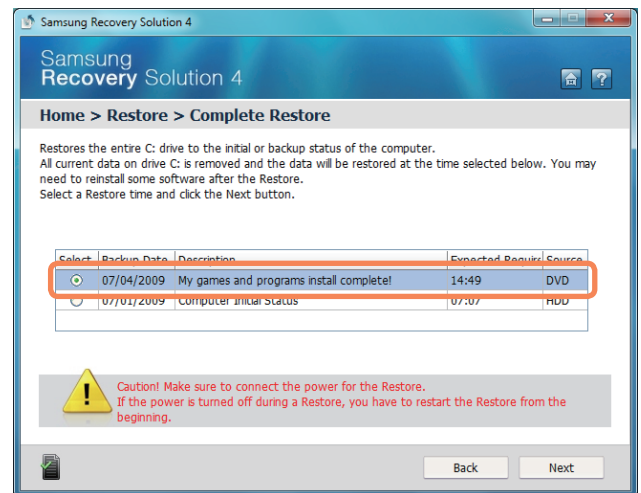 Samsung Recovery Solution 4
Samsung
Recovery Solution 4
Home > Restore > Complete Restore
Restores the entire C: drive to the initial or backup status of the computer.
All current data on drive C: is removed and the data will be restored at the time selected below. You may
need to reinstall some software after the Restore.
Select a Restore time and click the Next button.
Select Backup Date Description Expected Require Source
07/04/2009 My games and programs install complete! 14:49 DVD
07/01/2009 Computer Initial Status 07:07 HDD
Caution! Make sure to connect the power for the Restore.
If the power is turned off during a Restore, you have to restart the Restore from the
beginning.
Back Next